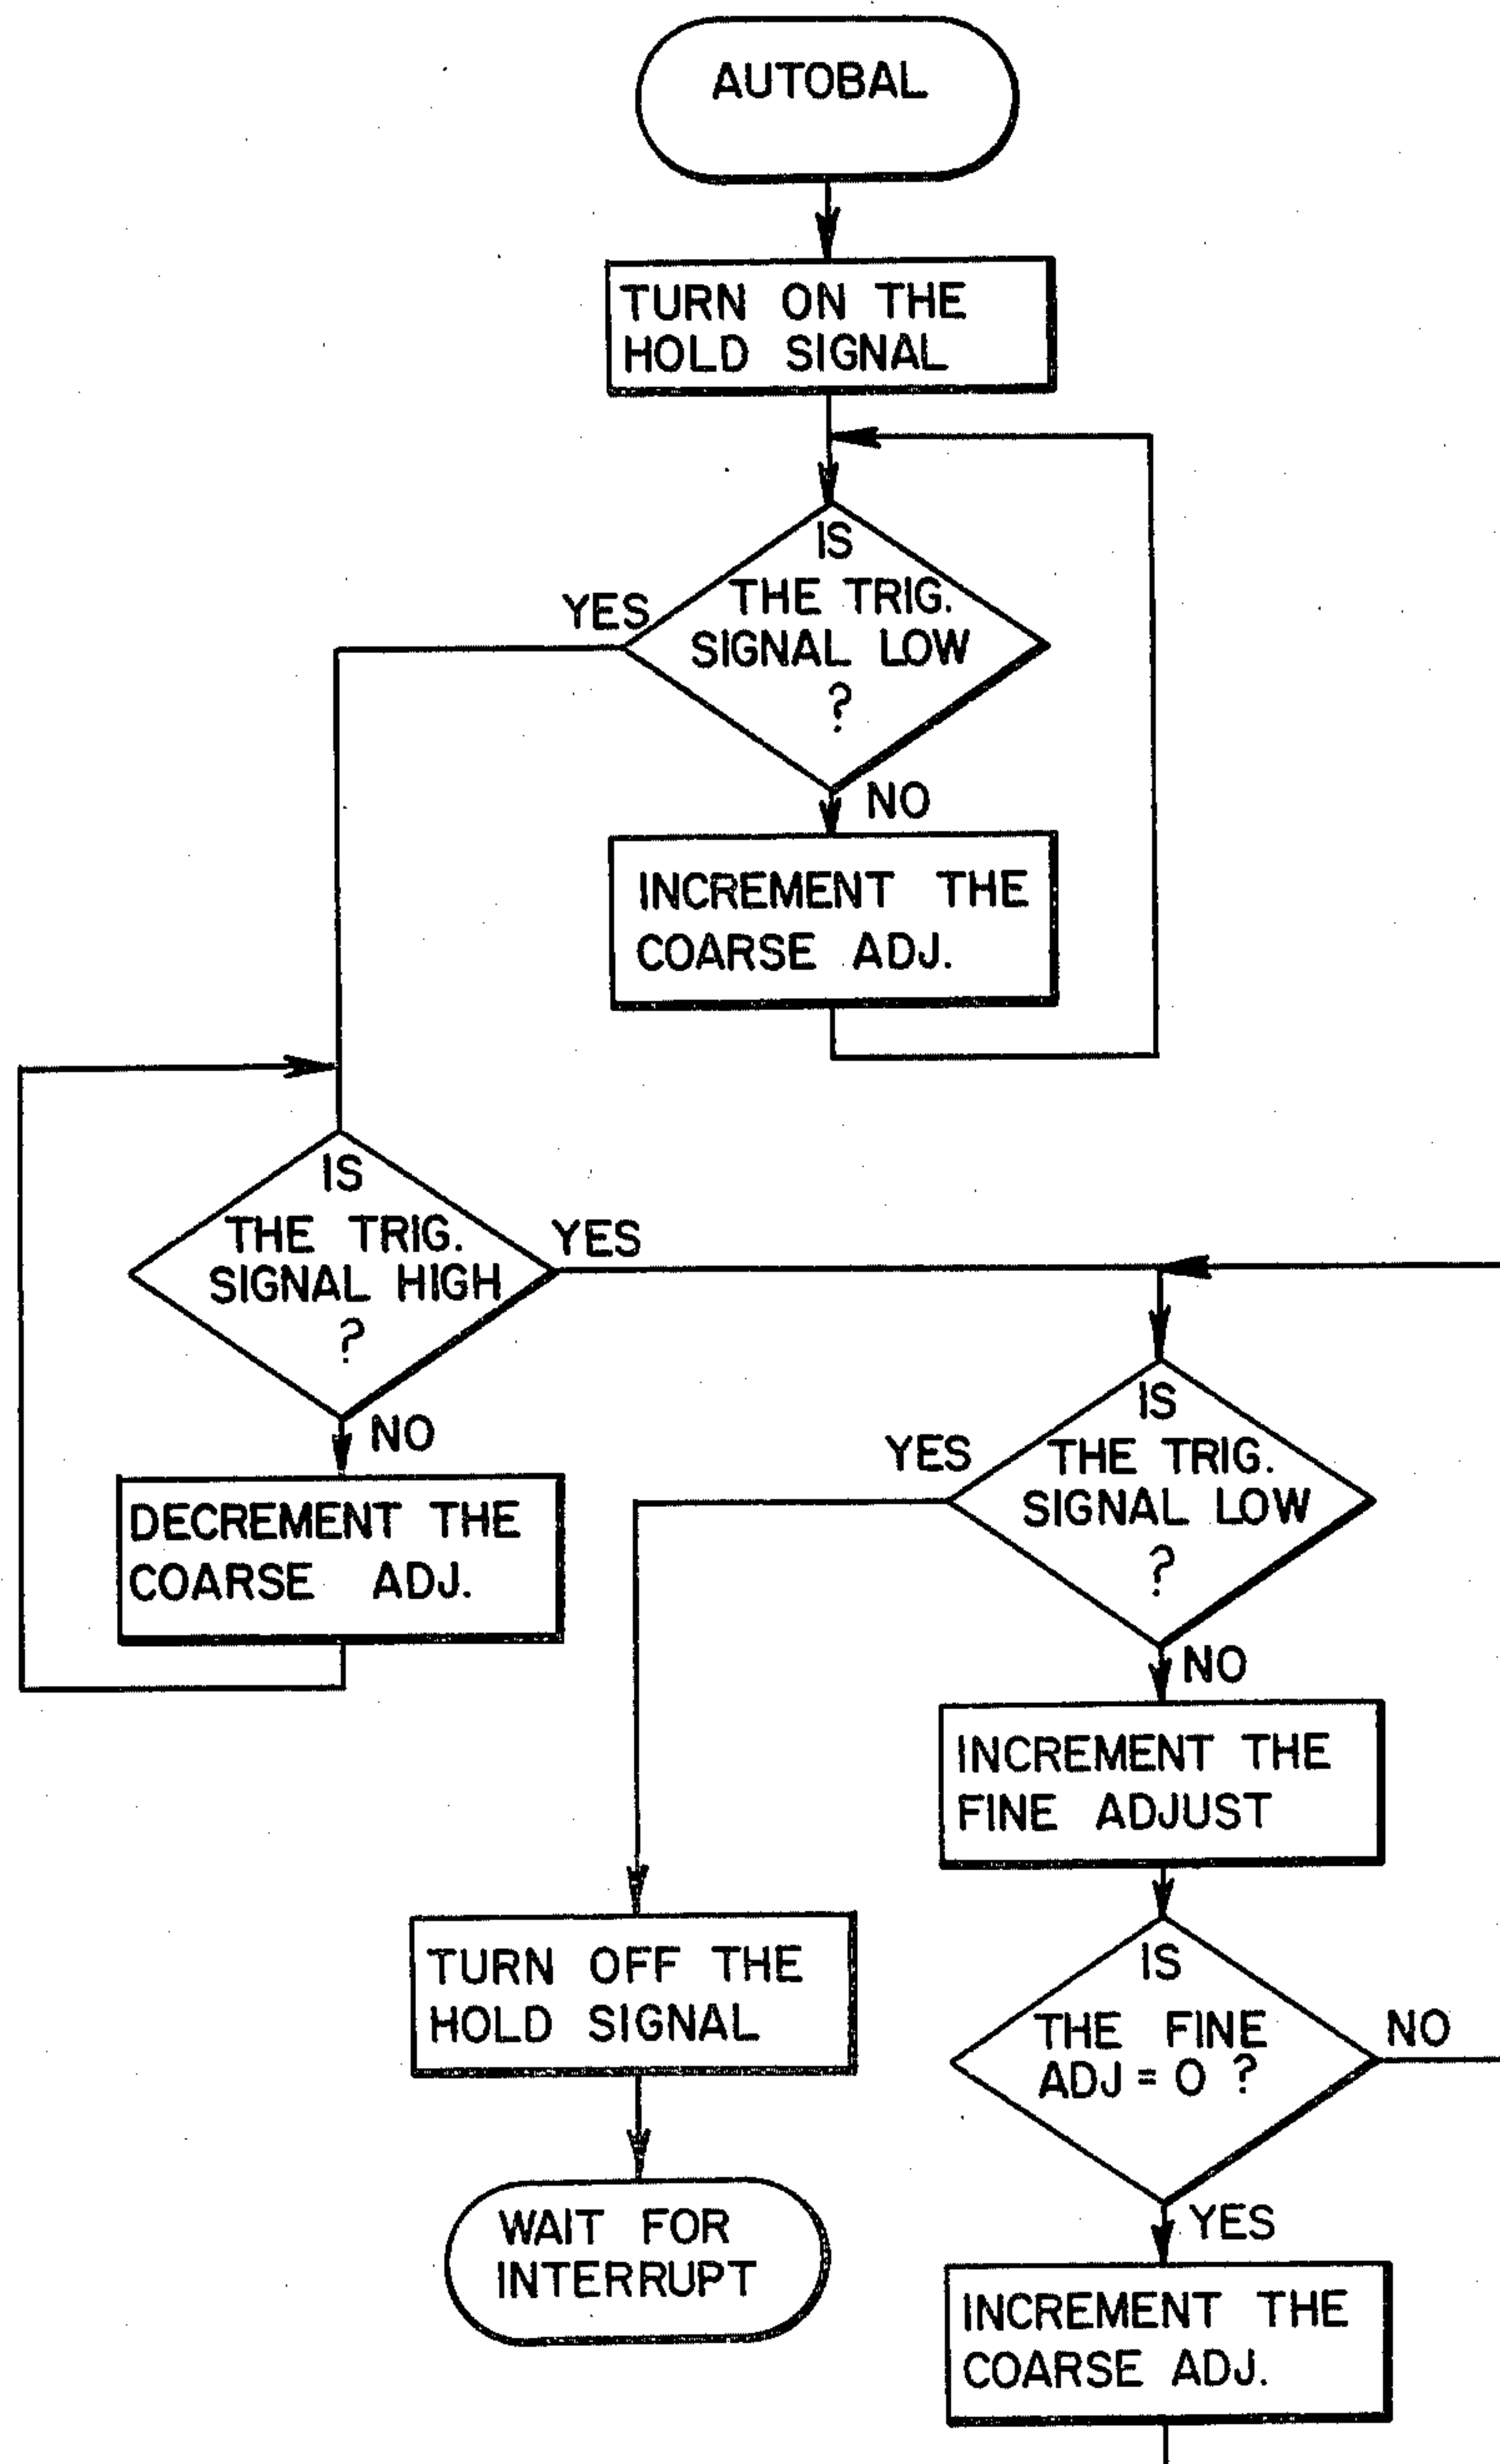 AUTOBAL
TURN ON THE
HOLD SIGNAL
IS
THE TRIG.
SIGNAL LOW
?
YES
NO
INCREMENT THE
COARSE ADJ.
IS
THE TRIG.
SIGNAL HIGH
?
YES
NO
DECREMENT THE
COARSE ADJ.
IS
THE TRIG.
SIGNAL LOW
?
YES
NO
INCREMENT THE
FINE ADJUST
TURN OFF THE
HOLD SIGNAL
IS
THE FINE
ADJ = 0 ?
NO
YES
WAIT FOR
INTERRUPT
INCREMENT THE
COARSE ADJ.